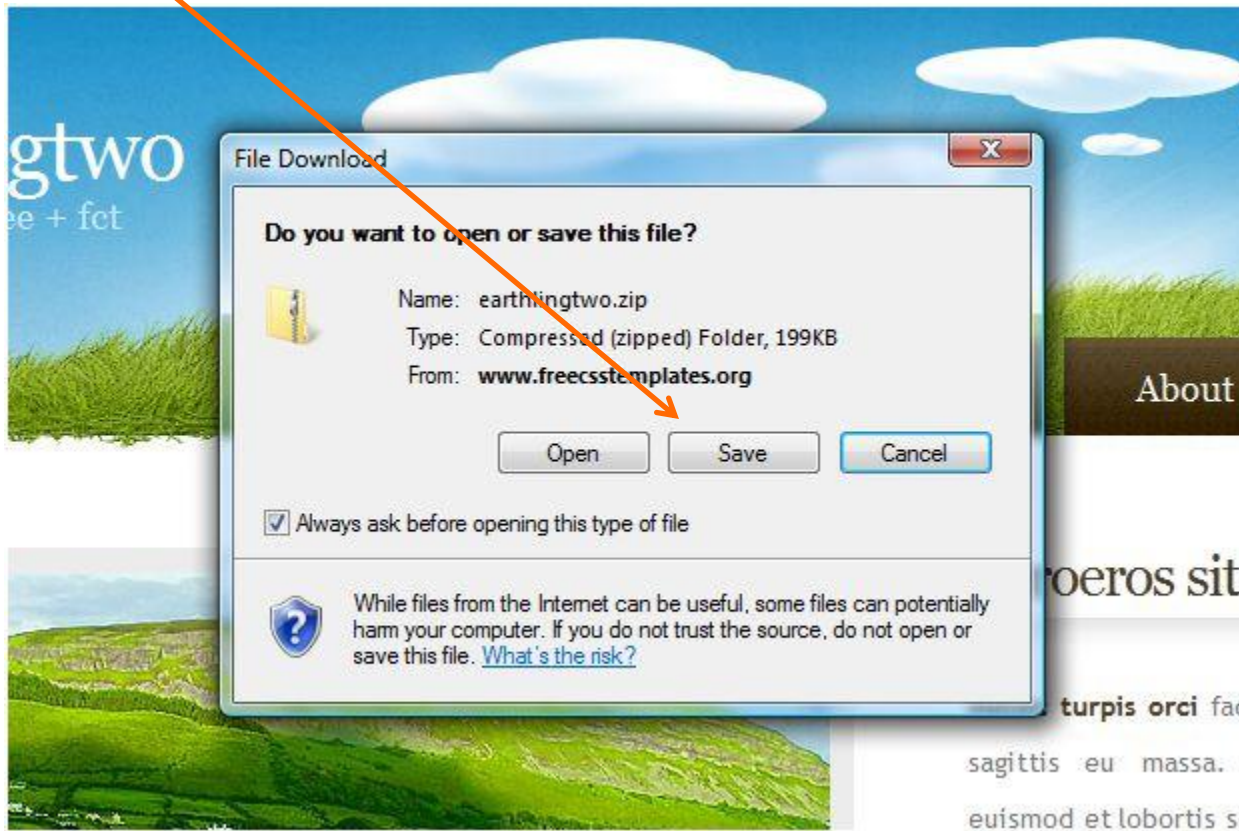 gtwo
ee + fct
File Download
Do you want to open or save this file?
Name: earthlingtwo.zip
Type: Compressed (zipped) Folder, 199KB
From: www.freecsstemplates.org
About
Open Save Cancel
Always ask before opening this type of file
oeros sit
While files from the Internet can be useful, some files can potentially
harm your computer. If you do not trust the source, do not open or
save this file. What's the risk?
turpis orci fac
sagittis eu massa.
euismod et lobortis s